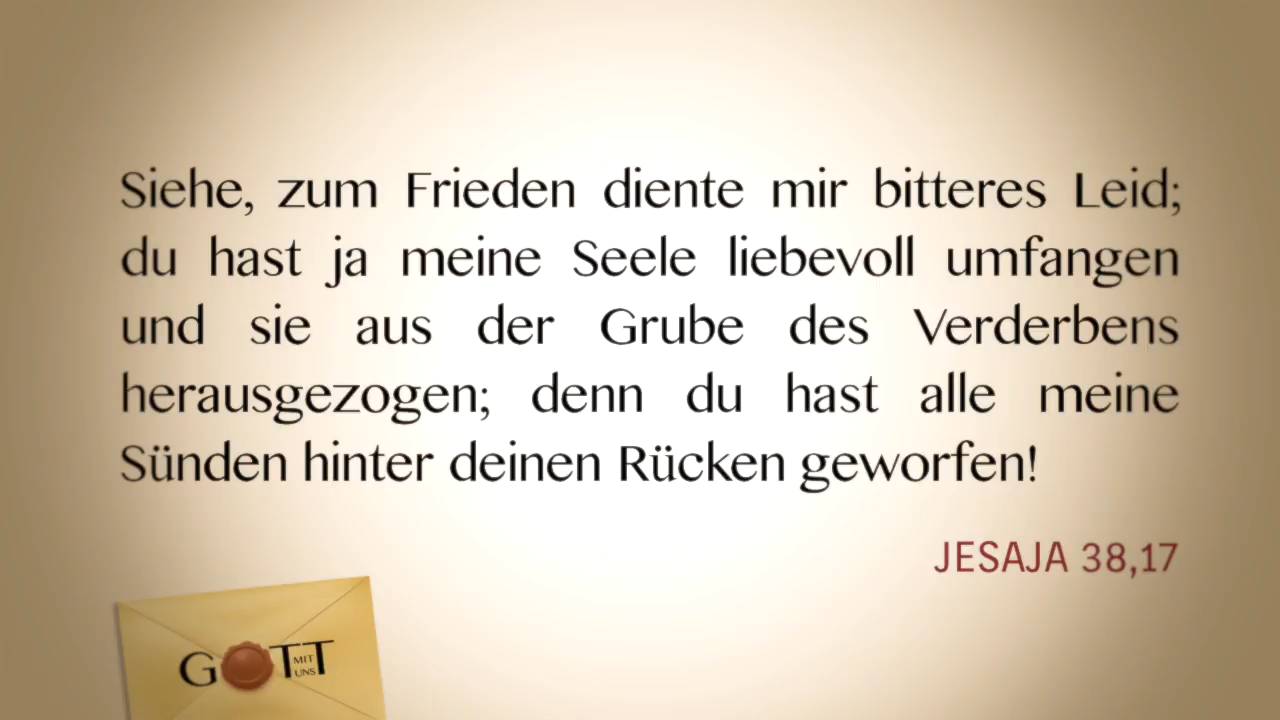 Siehe, zum Frieden diente mir bitteres Leid;
du hast ja meine Seele liebevoll umfangen
und sie aus der Grube des Verderbens
herausgezogen; denn du hast alle meine
Sünden hinter deinen Rücken geworfen!
JESAJA 38,17
GOTT
MIT
UNS